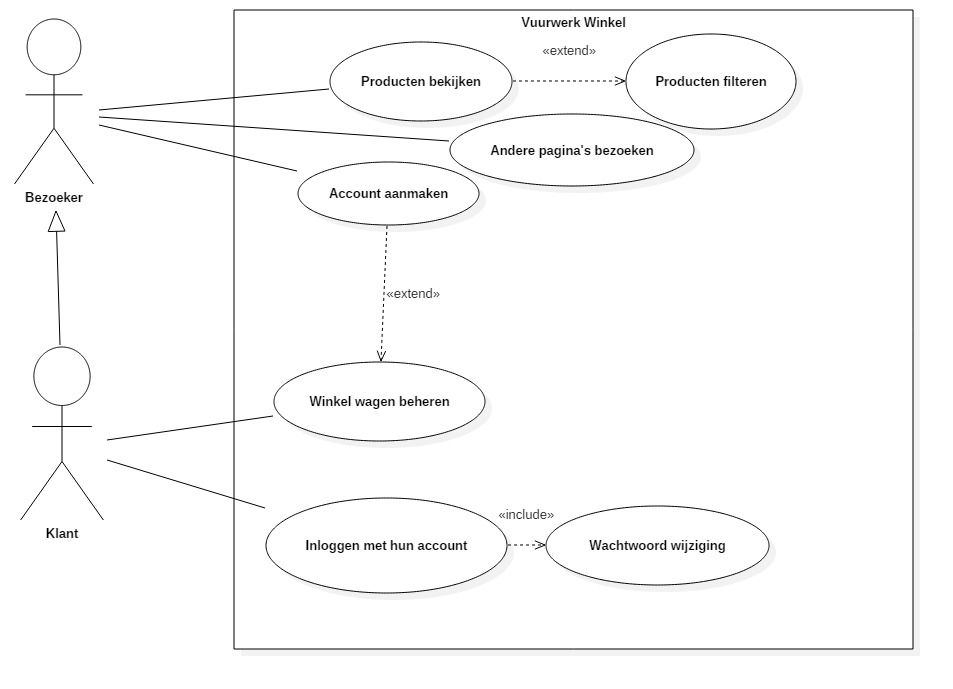 Vuurwerk Winkel
«extend»
Producten bekijken
Producten filteren
Andere pagina's bezoeken
Account aanmaken
Bezoeker
«extend»
Winkel wagen beheren
«include»
Klant
Inloggen met hun account
Wachtwoord wijziging